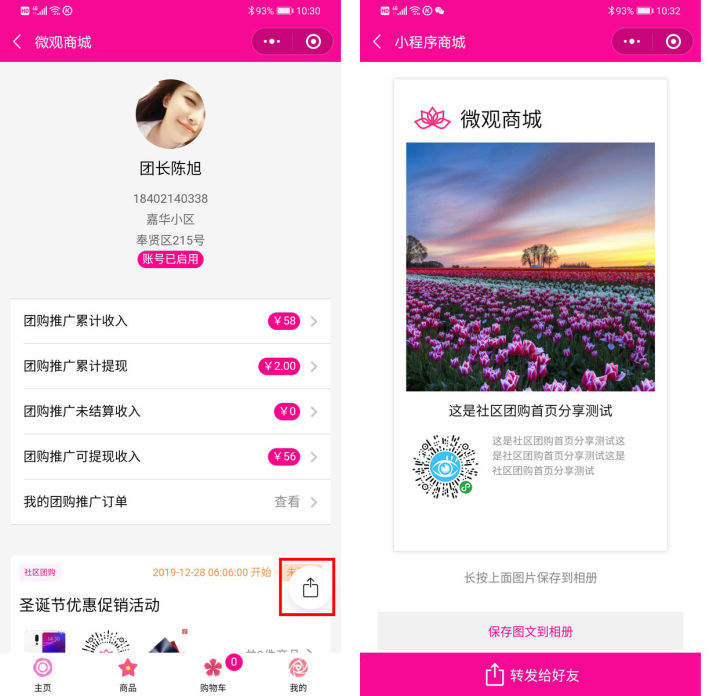 HD 4G 93% 10:30
微观商城
团长陈旭
18402140338
嘉华小区
奉贤区215号
账号已启用
团购推广累计收入 ￥58
团购推广累计提现 ￥2.00
团购推广未结算收入 ￥0
团购推广可提现收入 ￥56
我的团购推广订单 查看
社区团购 2019-12-28 06:06:00 开始
圣诞节优惠促销活动
0
主页 商品 购物车 我的
HD 4G 93% 10:32
小程序商城
微观商城
这是社区团购首页分享测试
这是社区团购首页分享测试这
是社区团购首页分享测试这是
社区团购首页分享测试
长按上面图片保存到相册
保存图文到相册
转发给好友